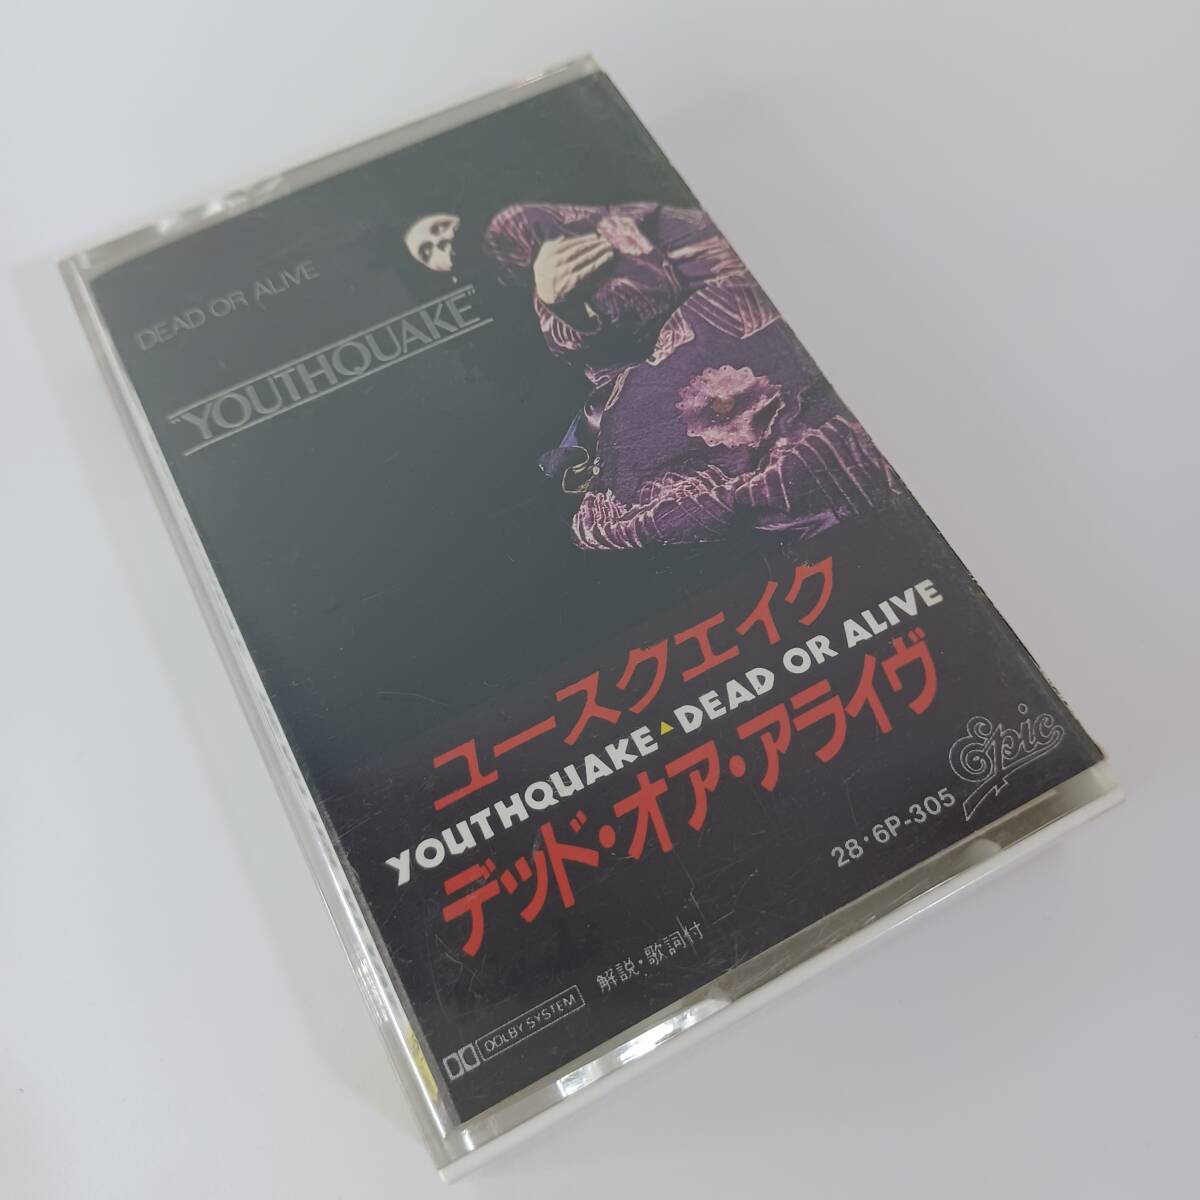 DEAD OR ALIVE
"YOUTHQUAKE"
ユースクエイク
YOUTHQUAKE▲DEAD OR ALIVE
デッド・オア・アライヴ
Epic
28・6P-305
解説・歌詞付
DOLBY SYSTEM